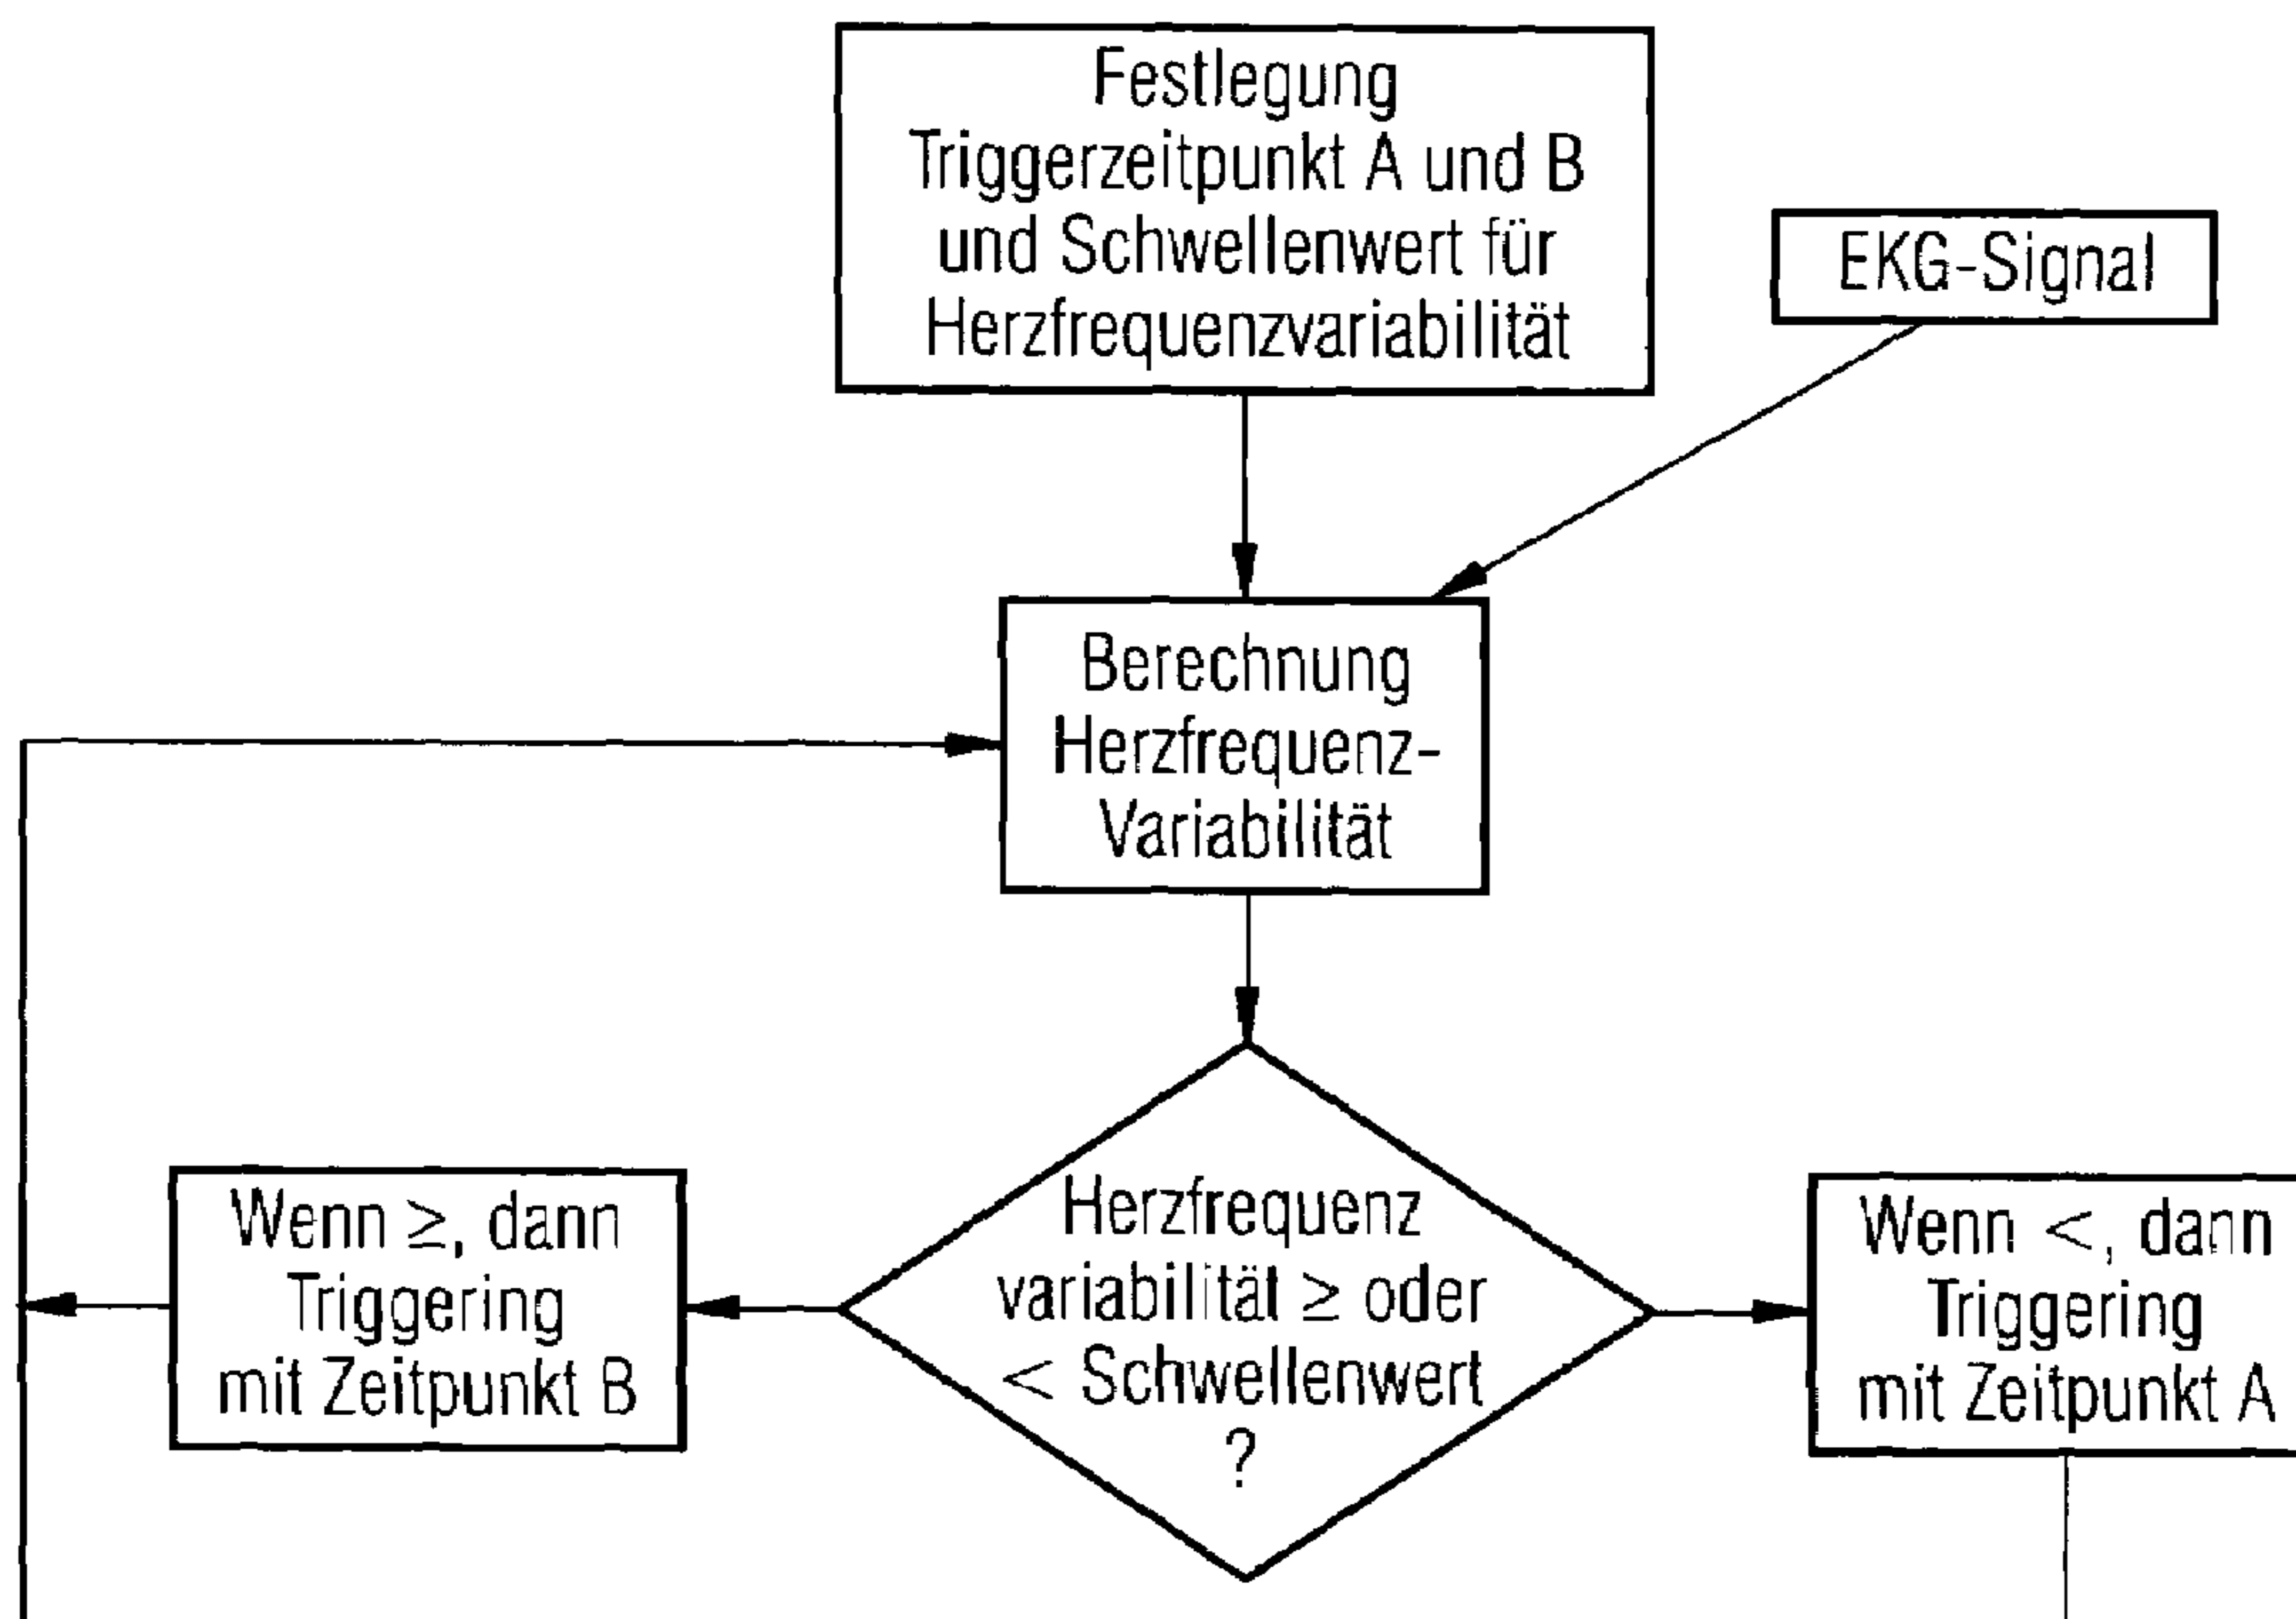 Festlegung
Triggerzeitpunkt A und B
und Schwellenwert für
Herzfrequenzvariabilität
EKG-Signal
Berechnung
Herzfrequenz-
Variabilität
Wenn ≥, dann
Triggering
mit Zeitpunkt B
Herzfrequenz
variabilität ≥ oder
< Schwellenwert
?
Wenn <, dann
Triggering
mit Zeitpunkt A